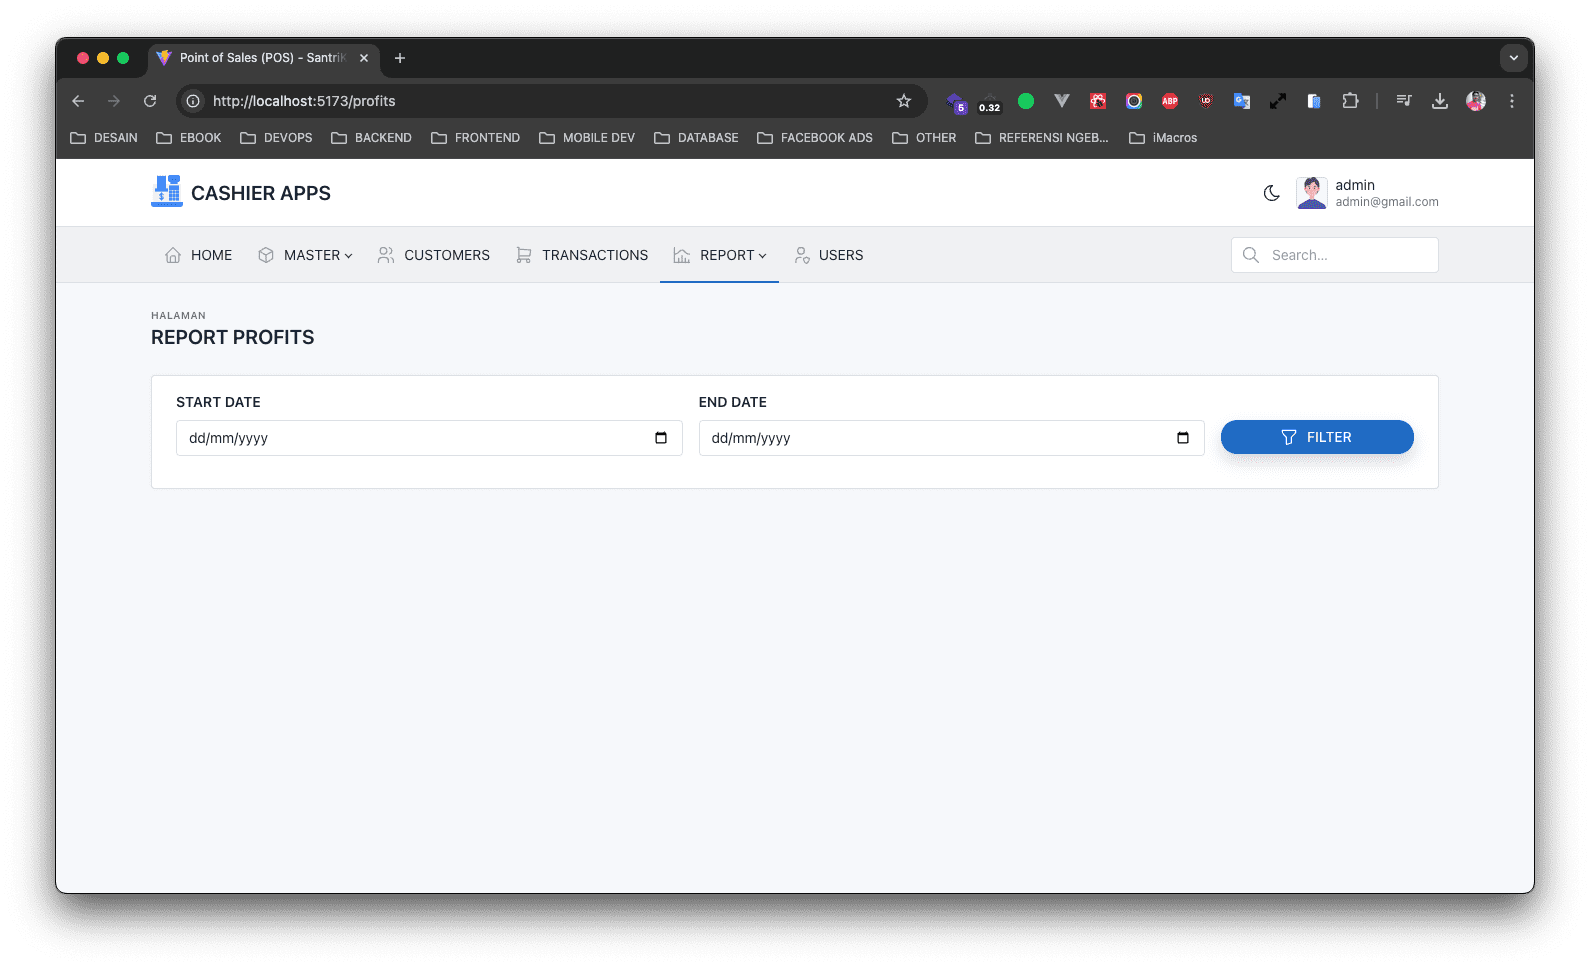 Point of Sales (POS) - Santri
http://localhost:5173/profits
5
0.32
ABP
DESAIN EBOOK DEVOPS BACKEND FRONTEND MOBILE DEV DATABASE FACEBOOK ADS OTHER REFERENSI NGEB... iMacros
CASHIER APPS
admin
admin@gmail.com
HOME MASTER CUSTOMERS TRANSACTIONS REPORT USERS Search...
HALAMAN
REPORT PROFITS
START DATE END DATE
dd/mm/yyyy dd/mm/yyyy FILTER